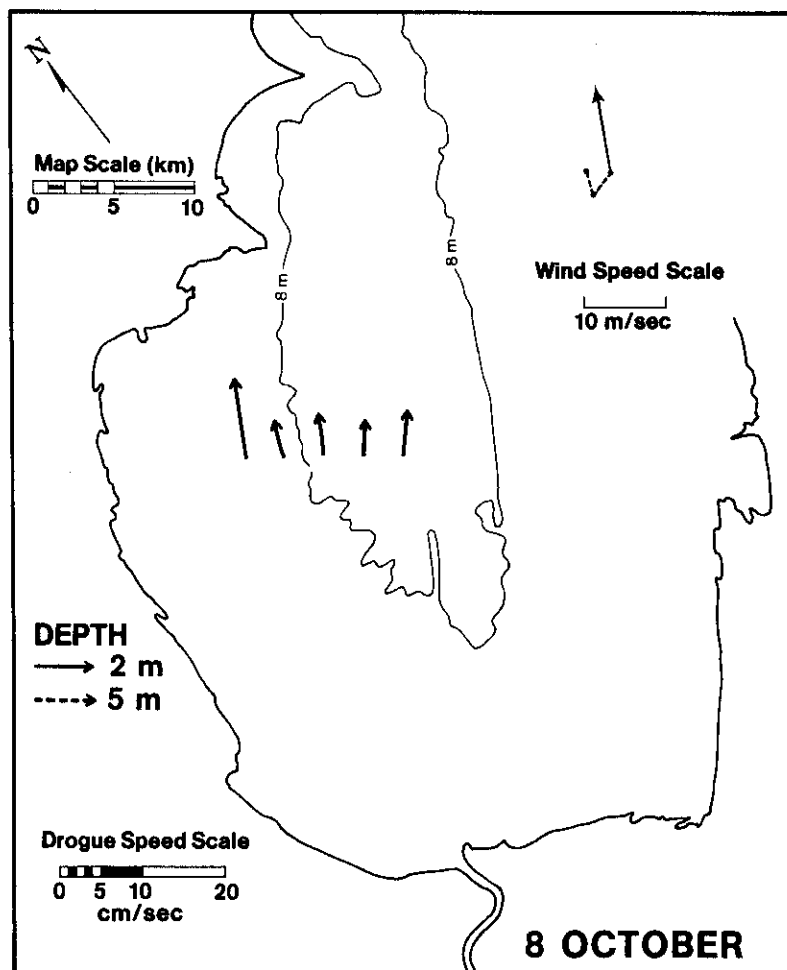 N
Map Scale (km)
0 5 10
8 m
8 m
Wind Speed Scale
10 m/sec
DEPTH
2 m
5 m
Drogue Speed Scale
0 5 10 20
cm/sec
8 OCTOBER